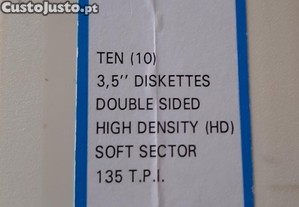 CustoJusto.pt
TEN (10)
3,5'' DISKETTES
DOUBLE SIDED
HIGH DENSITY (HD)
SOFT SECTOR
135 T.P.I.